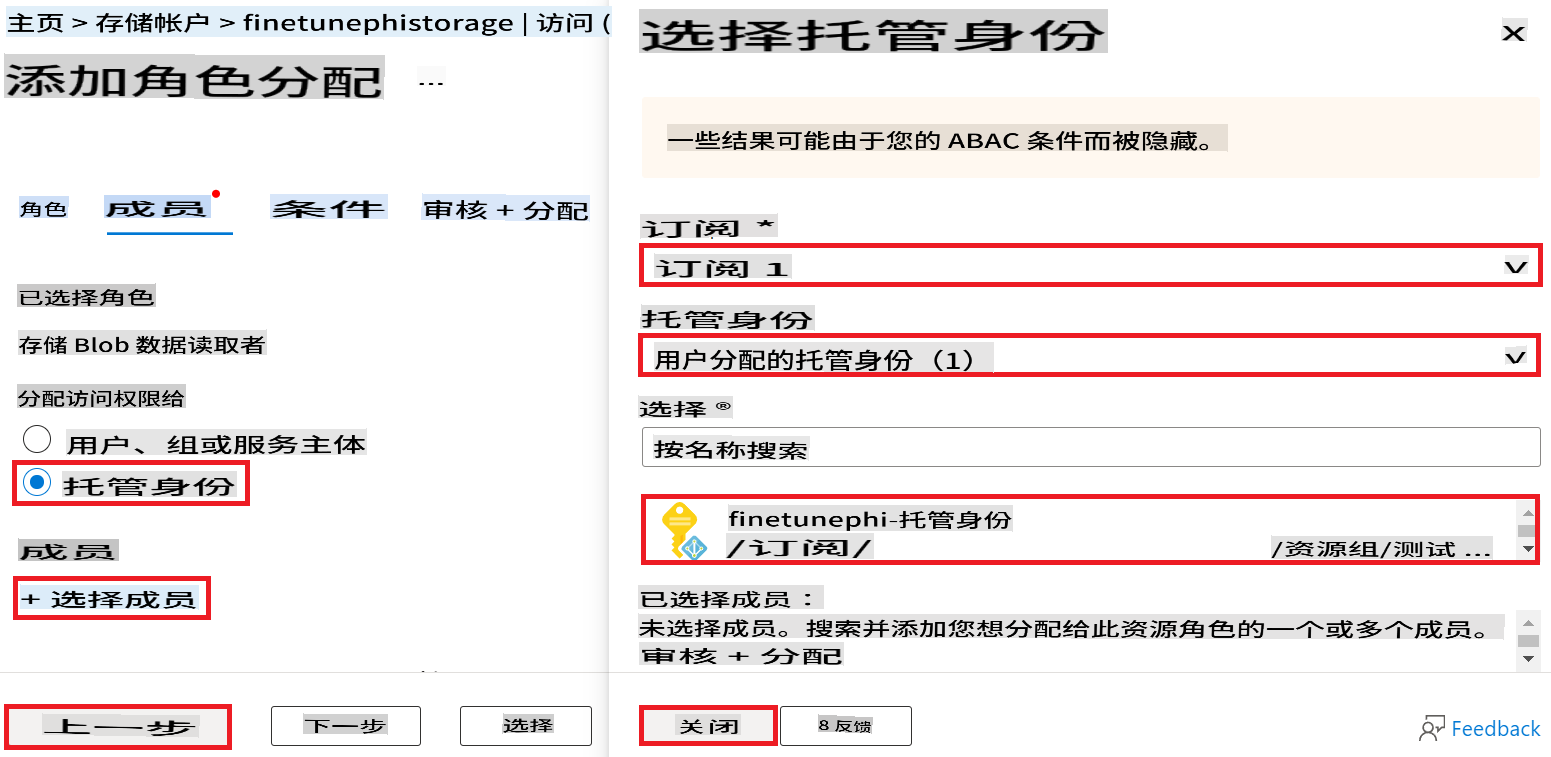 主页 > 存储帐户 > finetunephistorage | 访问 (
添加角色分配 ...
角色 成员 条件 审核 + 分配
已选择角色
存储 Blob 数据读取者
分配访问权限给
用户、组或服务主体
托管身份
成员
+ 选择成员
上一步 下一步 选择
选择托管身份 X
一些结果可能由于您的 ABAC 条件而被隐藏。
订阅 *
订阅 1
托管身份
用户分配的托管身份（1）
选择 ®
按名称搜索
finetunephi-托管身份
/订阅/ /资源组/测试 ...
已选择成员：
未选择成员。搜索并添加您想分配给此资源角色的一个或多个成员。
审核 + 分配
关闭 8 反馈 Feedback